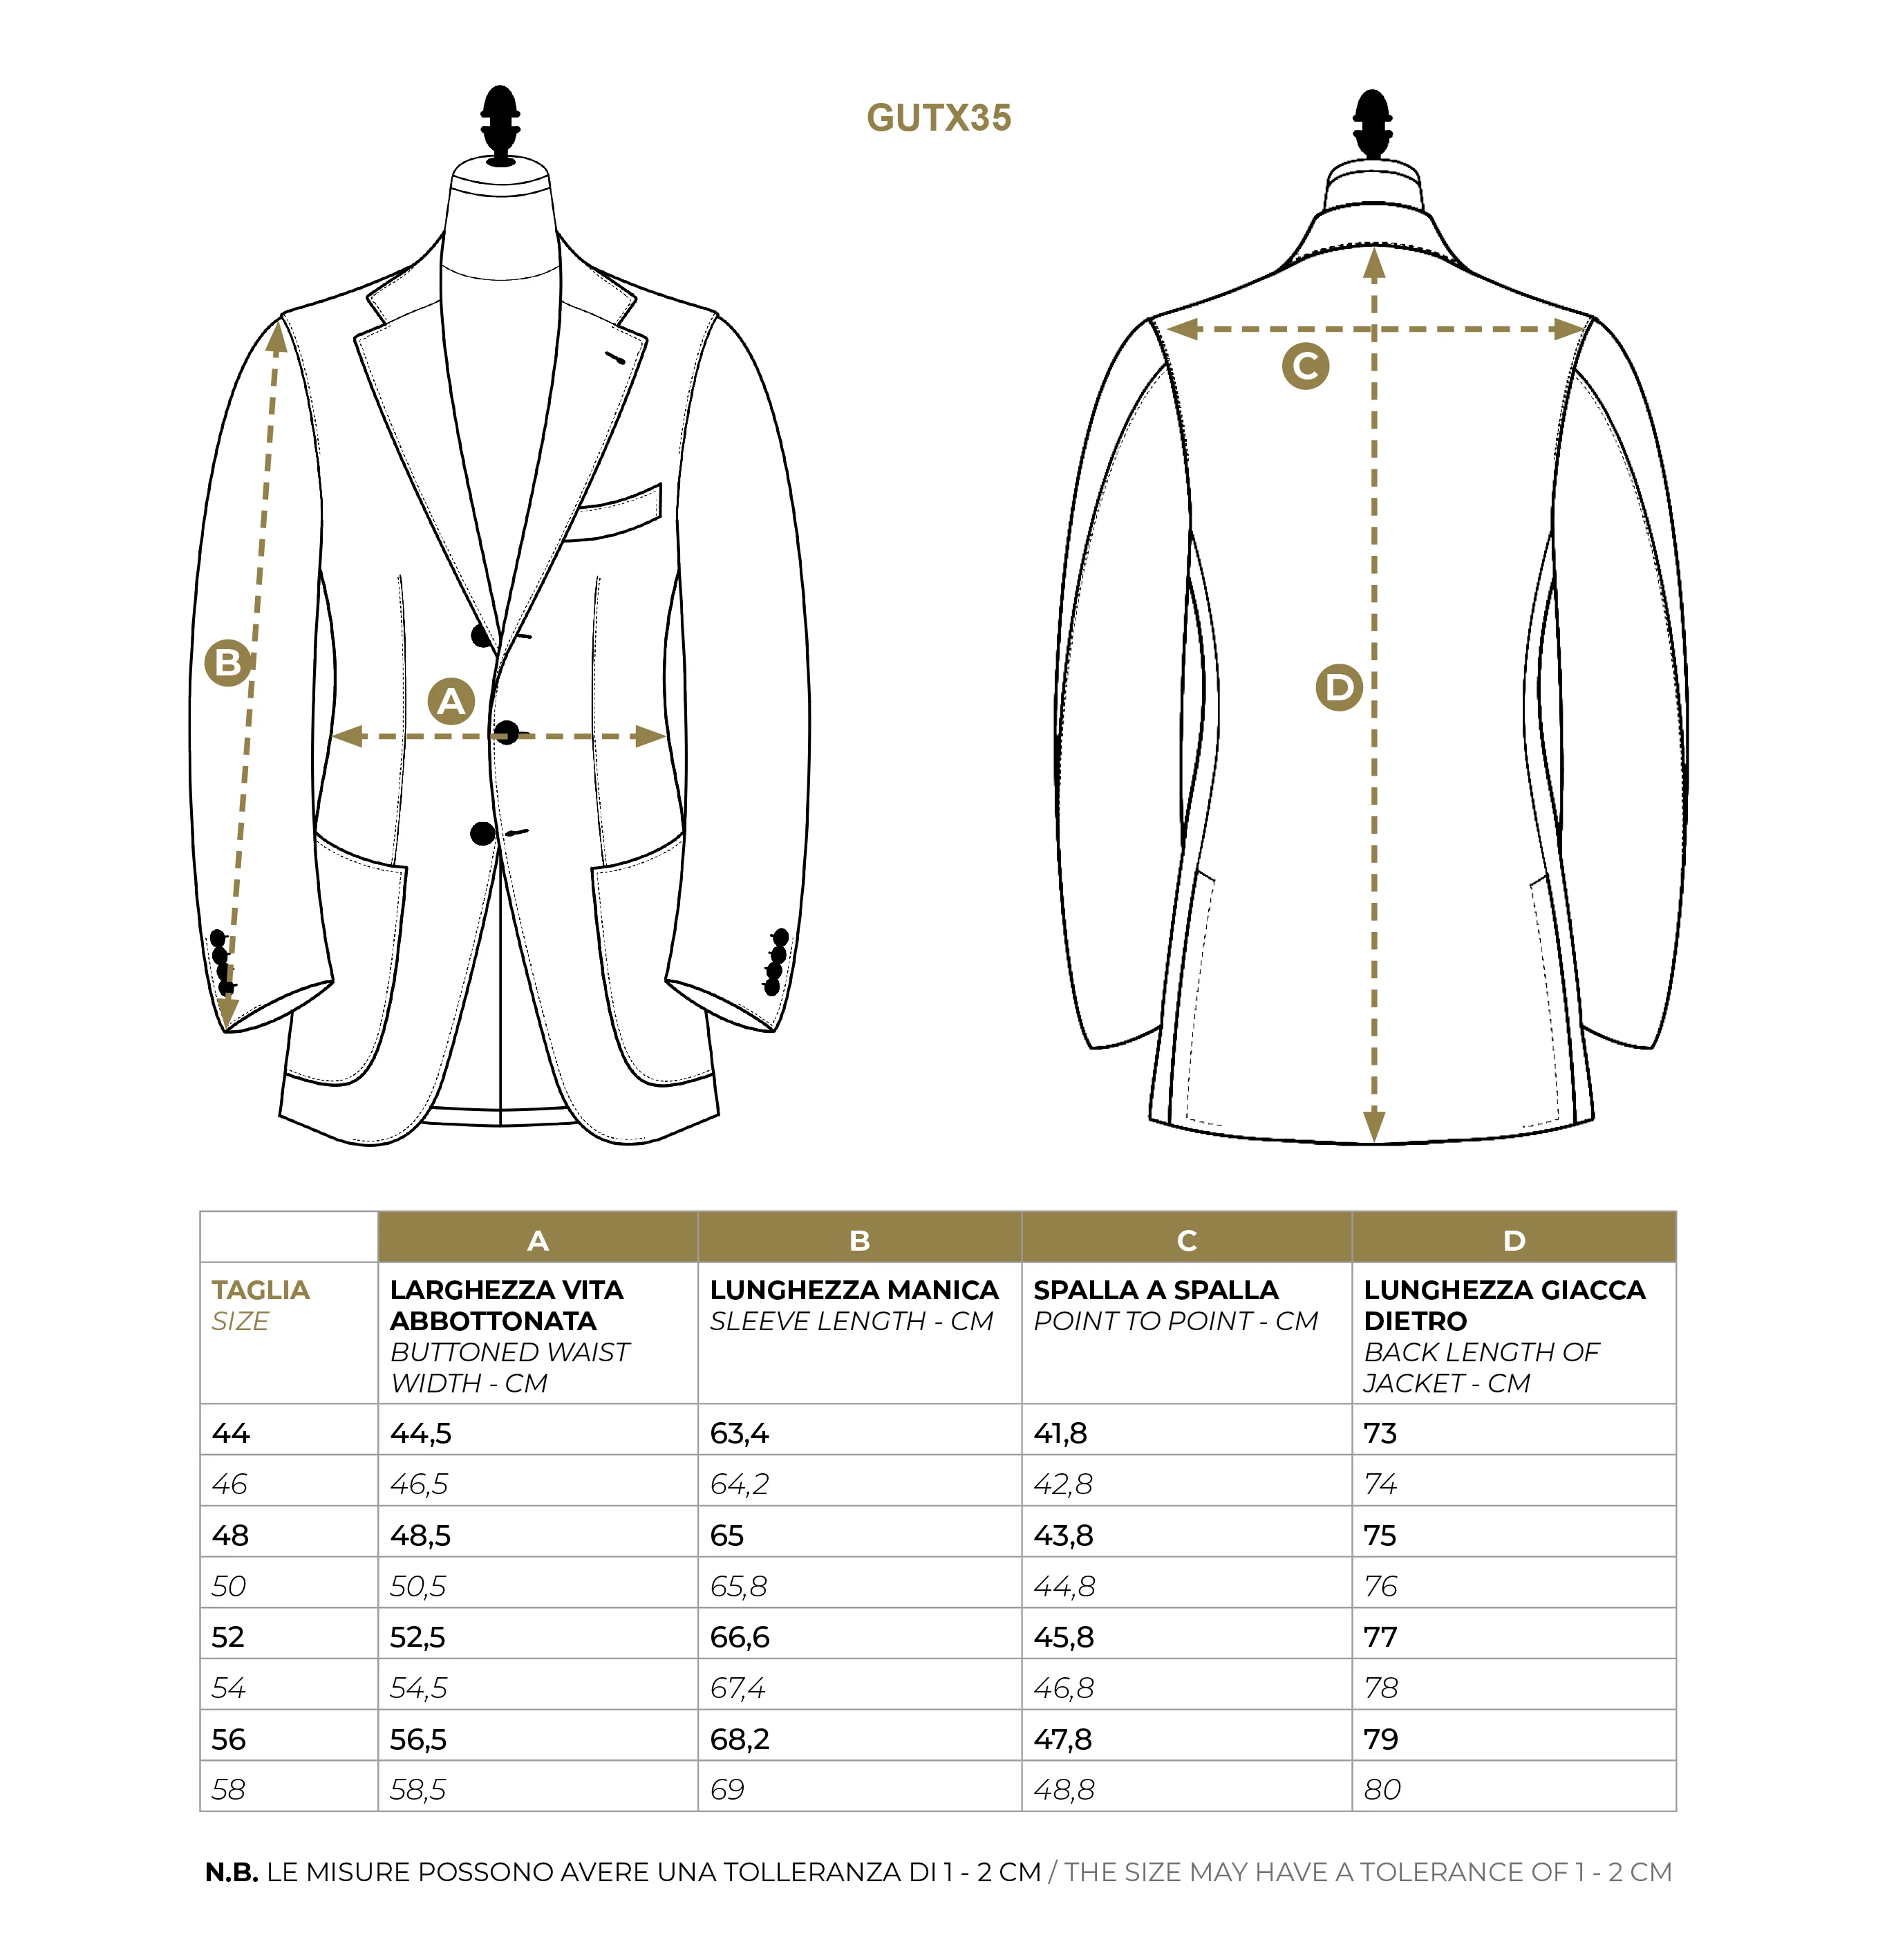 GUTX35
C
B
A
D
A B C D
TAGLIA LARGHEZZA VITA LUNGHEZZA MANICA SPALLA A SPALLA LUNGHEZZA GIACCA
SIZE ABBOTTONATA SLEEVE LENGTH - CM POINT TO POINT - CM DIETRO
BUTTONED WAIST BACK LENGTH OF
WIDTH - CM JACKET - CM
44 44,5 63,4 41,8 73
46 46,5 64,2 42,8 74
48 48,5 65 43,8 75
50 50,5 65,8 44,8 76
52 52,5 66,6 45,8 77
54 54,5 67,4 46,8 78
56 56,5 68,2 47,8 79
58 58,5 69 48,8 80
N.B. LE MISURE POSSONO AVERE UNA TOLLERANZA DI 1 - 2 CM / THE SIZE MAY HAVE A TOLERANCE OF 1 - 2 CM